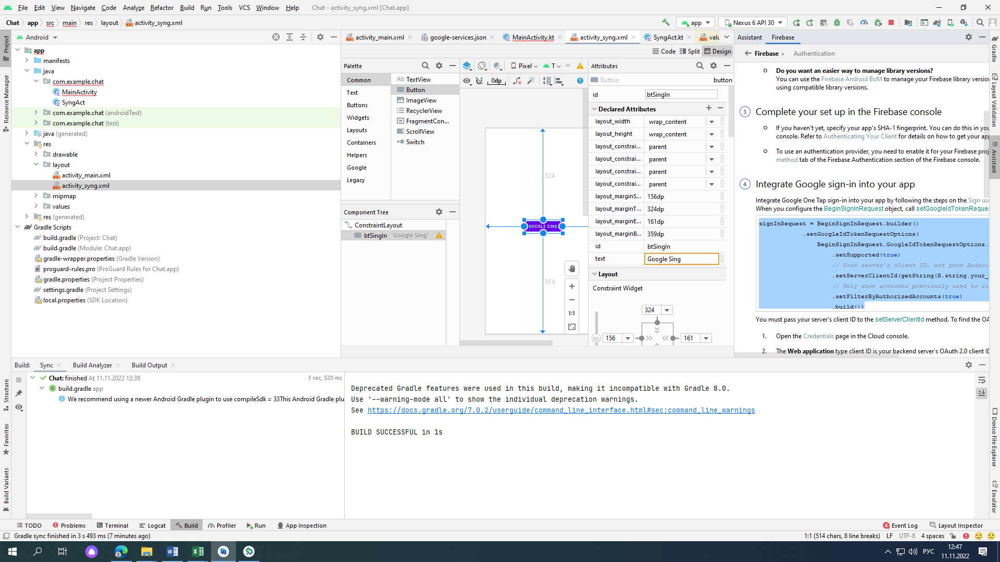 File Edit View Navigate Code Analyze Refactor Build Run Tools VCS Window Help Chat - activity_syng.xml [Chat.app]
Chat app src main res layout activity_syng.xml
app Nexus 6 API 30
Project
Resource Manager
Structure
Favorites
Build Variants
Android
app
manifests
java
com.example.chat
MainActivity
SyngAct
com.example.chat (androidTest)
com.example.chat (test)
java (generated)
res
drawable
layout
activity_main.xml
activity_syng.xml
mipmap
values
res (generated)
Gradle Scripts
build.gradle (Project: Chat)
build.gradle (Module: Chat.app)
gradle-wrapper.properties (Gradle Version)
proguard-rules.pro (ProGuard Rules for Chat.app)
gradle.properties (Project Properties)
settings.gradle (Project Settings)
local.properties (SDK Location)
activity_main.xml google-services.json MainActivity.kt activity_syng.xml SyngAct.kt valu
Code Split Design
Palette
Common
Text
Buttons
Widgets
Layouts
Containers
Helpers
Google
Legacy
Ab TextView
Button
ImageView
RecyclerView
FragmentCon...
ScrollView
Switch
Component Tree
ConstraintLayout
btSingIn "Google Sing"
Pixel T
0dp
324
GOOGLE SING
359
1:1
Attributes
Button button
id btSingIn
Declared Attributes
layout_width wrap_content
layout_height wrap_content
layout_constrai... parent
layout_constrai... parent
layout_constrai... parent
layout_constrai... parent
layout_marginS... 156dp
layout_marginT... 324dp
layout_marginE... 161dp
layout_marginB... 359dp
id btSingIn
text Google Sing
Layout
Constraint Widget
324
50 156 161
Assistant Firebase
Firebase › Authentication
Do you want an easier way to manage library versions?
You can use the Firebase Android BoM to manage your Firebase library version
using compatible library versions.
3 Complete your set up in the Firebase console
If you haven't yet, specify your app's SHA-1 fingerprint. You can do this in you
console. Refer to Authenticating Your Client for details on how to get your app
To use an authentication provider, you need to enable it for your Firebase proj
method tab of the Firebase Authentication section of the Firebase console.
4 Integrate Google sign-in into your app
Integrate Google One Tap sign-in into your app by following the steps on the Sign use
When you configure the BeginSignInRequest object, call setGoogleIdTokenReques
signInRequest = BeginSignInRequest.builder()
.setGoogleIdTokenRequestOptions(
BeginSignInRequest.GoogleIdTokenRequestOptions.
.setSupported(true)
// Your server's client ID, not your Androi
.setServerClientId(getString(R.string.your_
// Only show accounts previously used to si
.setFilterByAuthorizedAccounts(true)
.build())
You must pass your server's client ID to the setServerClientId method. To find the OA
1. Open the Credentials page in the Cloud console.
2. The Web application type client ID is your backend server's OAuth 2.0 client ID
Gradle
Layout Validation
Assistant
Device File Explorer
Emulator
Build: Sync Build Analyzer Build Output
Chat: finished At 11.11.2022 12:39 3 sec, 520 ms
build.gradle app
We recommend using a newer Android Gradle plugin to use compileSdk = 33This Android Gradle plu
Deprecated Gradle features were used in this build, making it incompatible with Gradle 8.0.
Use '--warning-mode all' to show the individual deprecation warnings.
See https://docs.gradle.org/7.0.2/userguide/command_line_interface.html#sec:command_line_warnings
BUILD SUCCESSFUL in 1s
TODO Problems Terminal Logcat Build Profiler Run App Inspection 4 Event Log Layout Inspector
Gradle sync finished in 3 s 493 ms (7 minutes ago) 1:1 (514 chars, 8 line breaks) LF UTF-8 4 spaces
РУС 12:47
11.11.2022